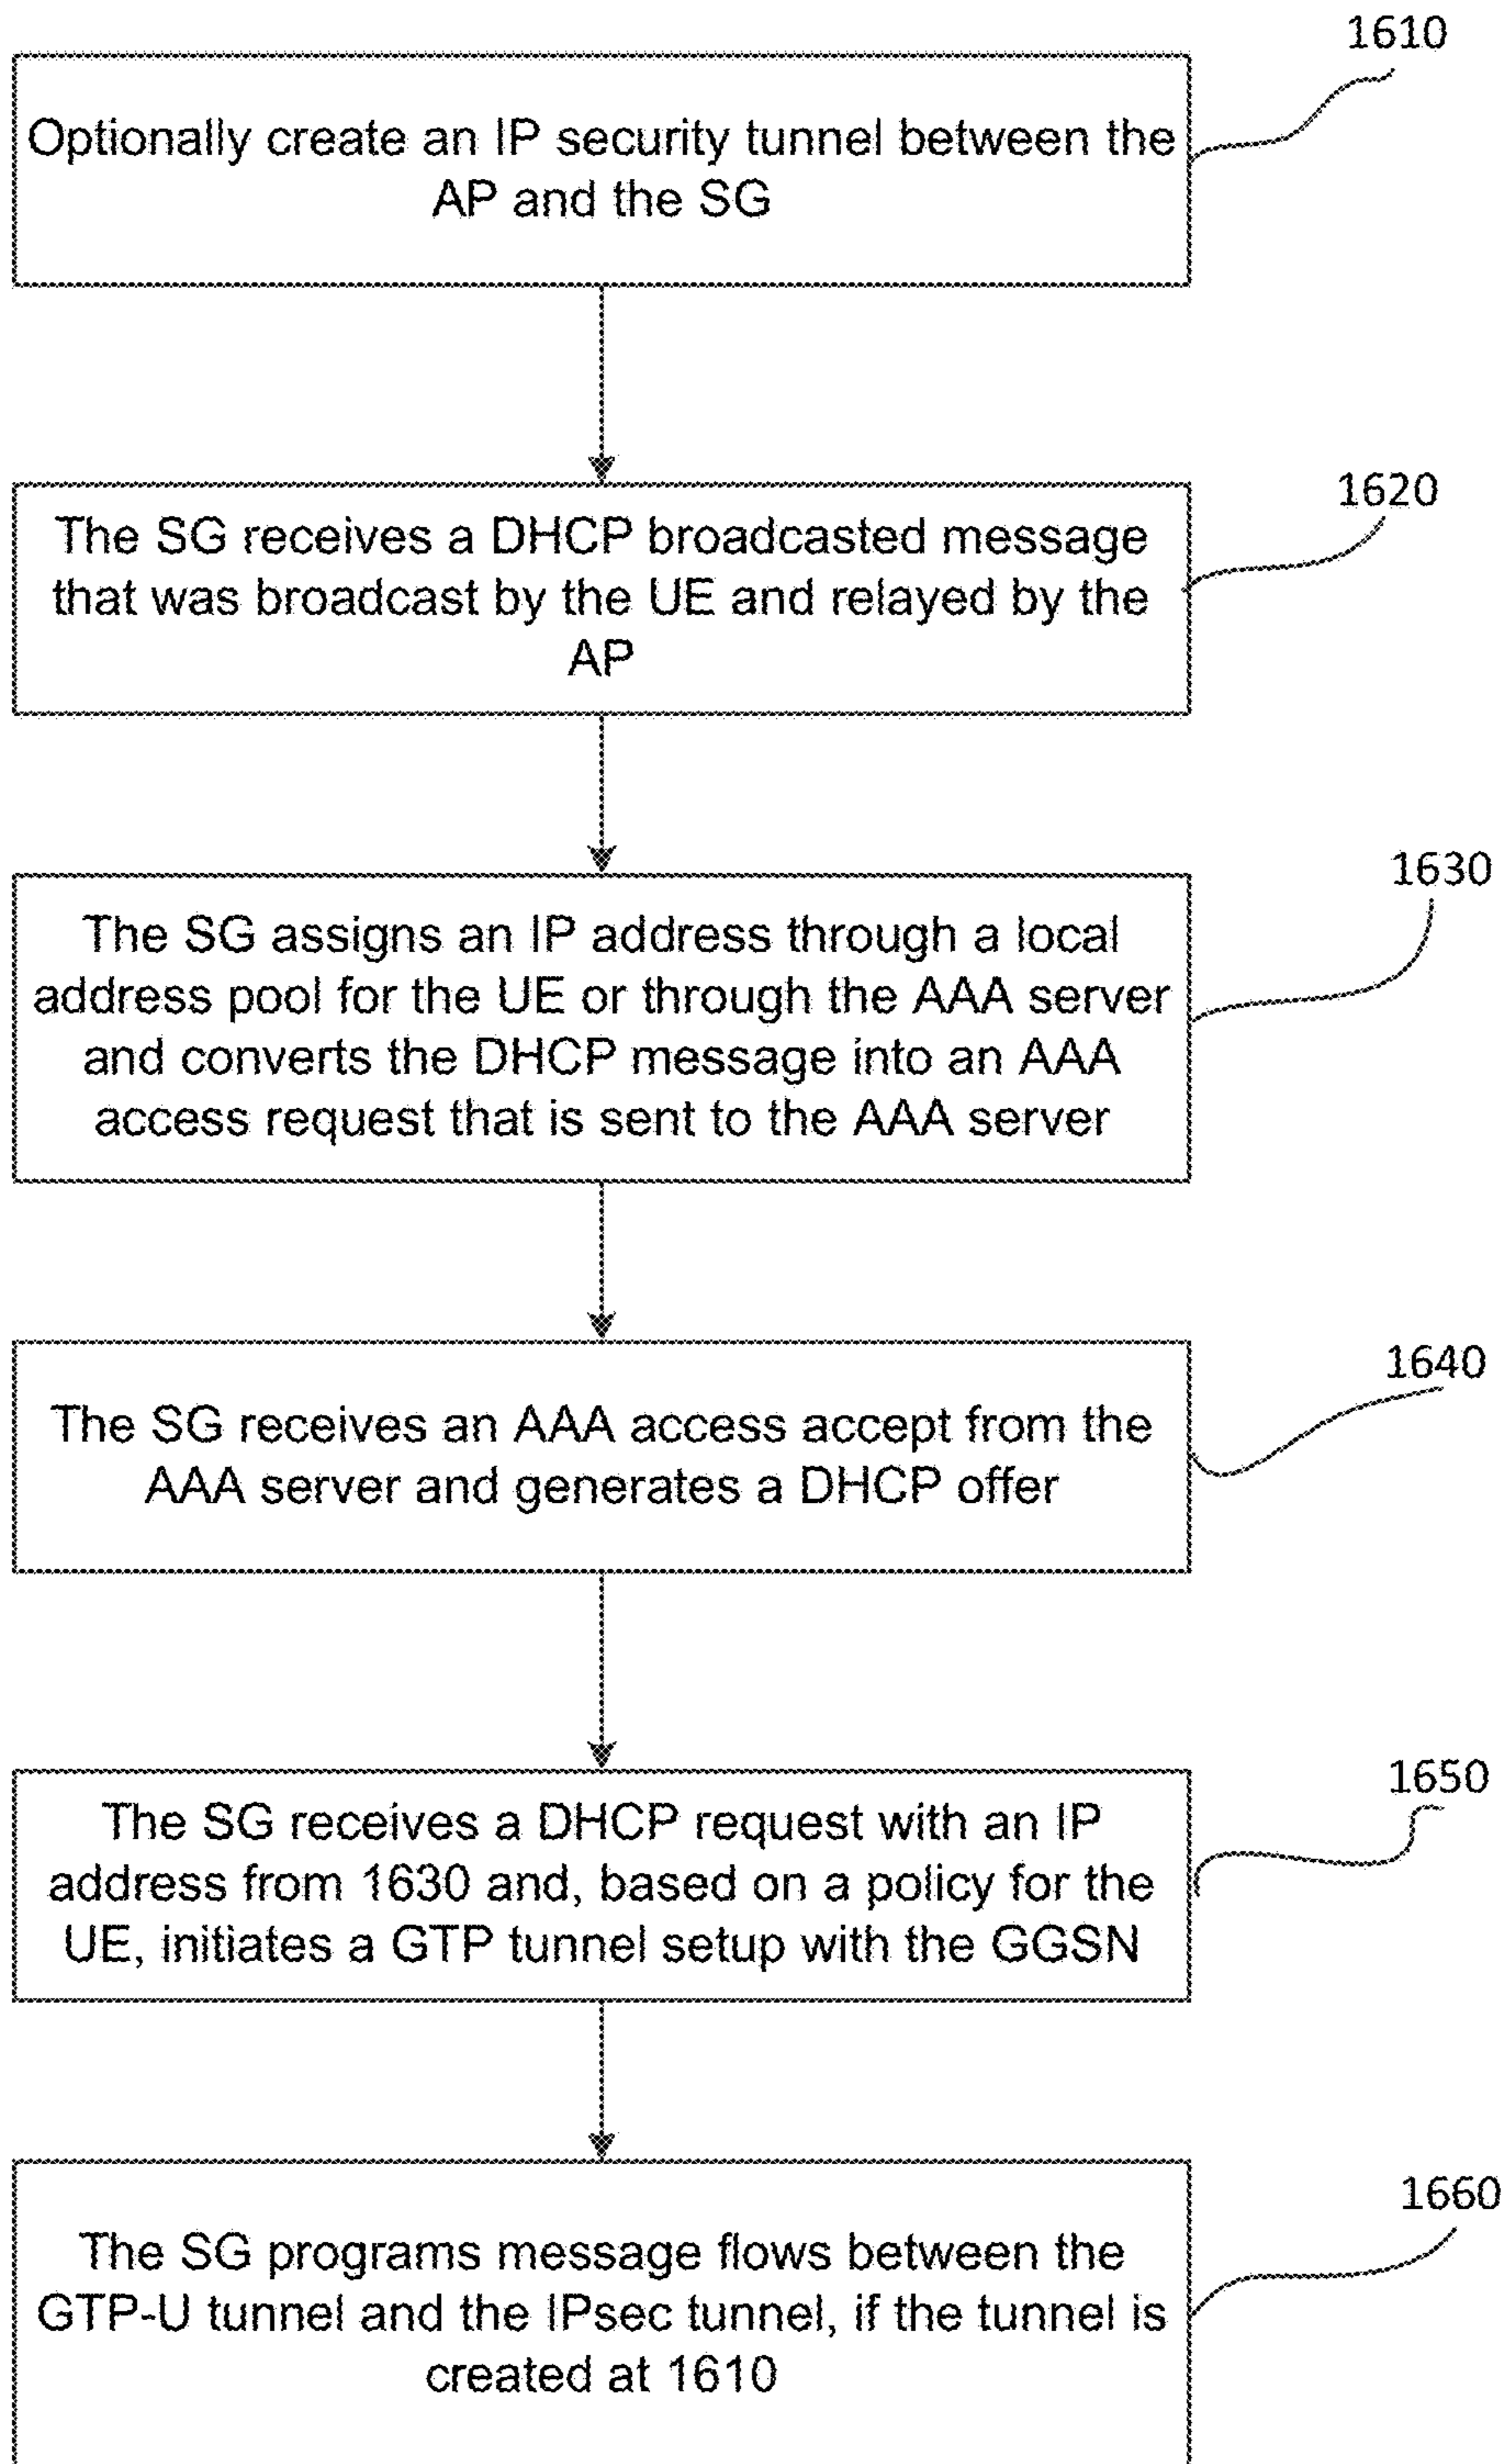 1610
Optionally create an IP security tunnel between the
AP and the SG
1620
The SG receives a DHCP broadcasted message
that was broadcast by the UE and relayed by the
AP
1630
The SG assigns an IP address through a local
address pool for the UE or through the AAA server
and converts the DHCP message into an AAA
access request that is sent to the AAA server
1640
The SG receives an AAA access accept from the
AAA server and generates a DHCP offer
1650
The SG receives a DHCP request with an IP
address from 1630 and, based on a policy for the
UE, initiates a GTP tunnel setup with the GGSN
1660
The SG programs message flows between the
GTP-U tunnel and the IPsec tunnel, if the tunnel is
created at 1610